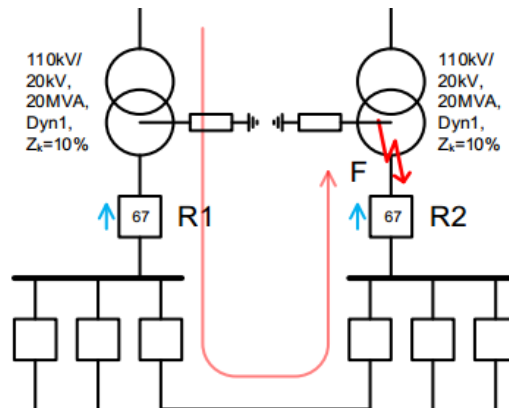 110kV/
20kV,
20MVA,
Dyn1,
Zk=10%
110kV/
20kV,
20MVA,
Dyn1,
Zk=10%
F
67
R1
67
R2